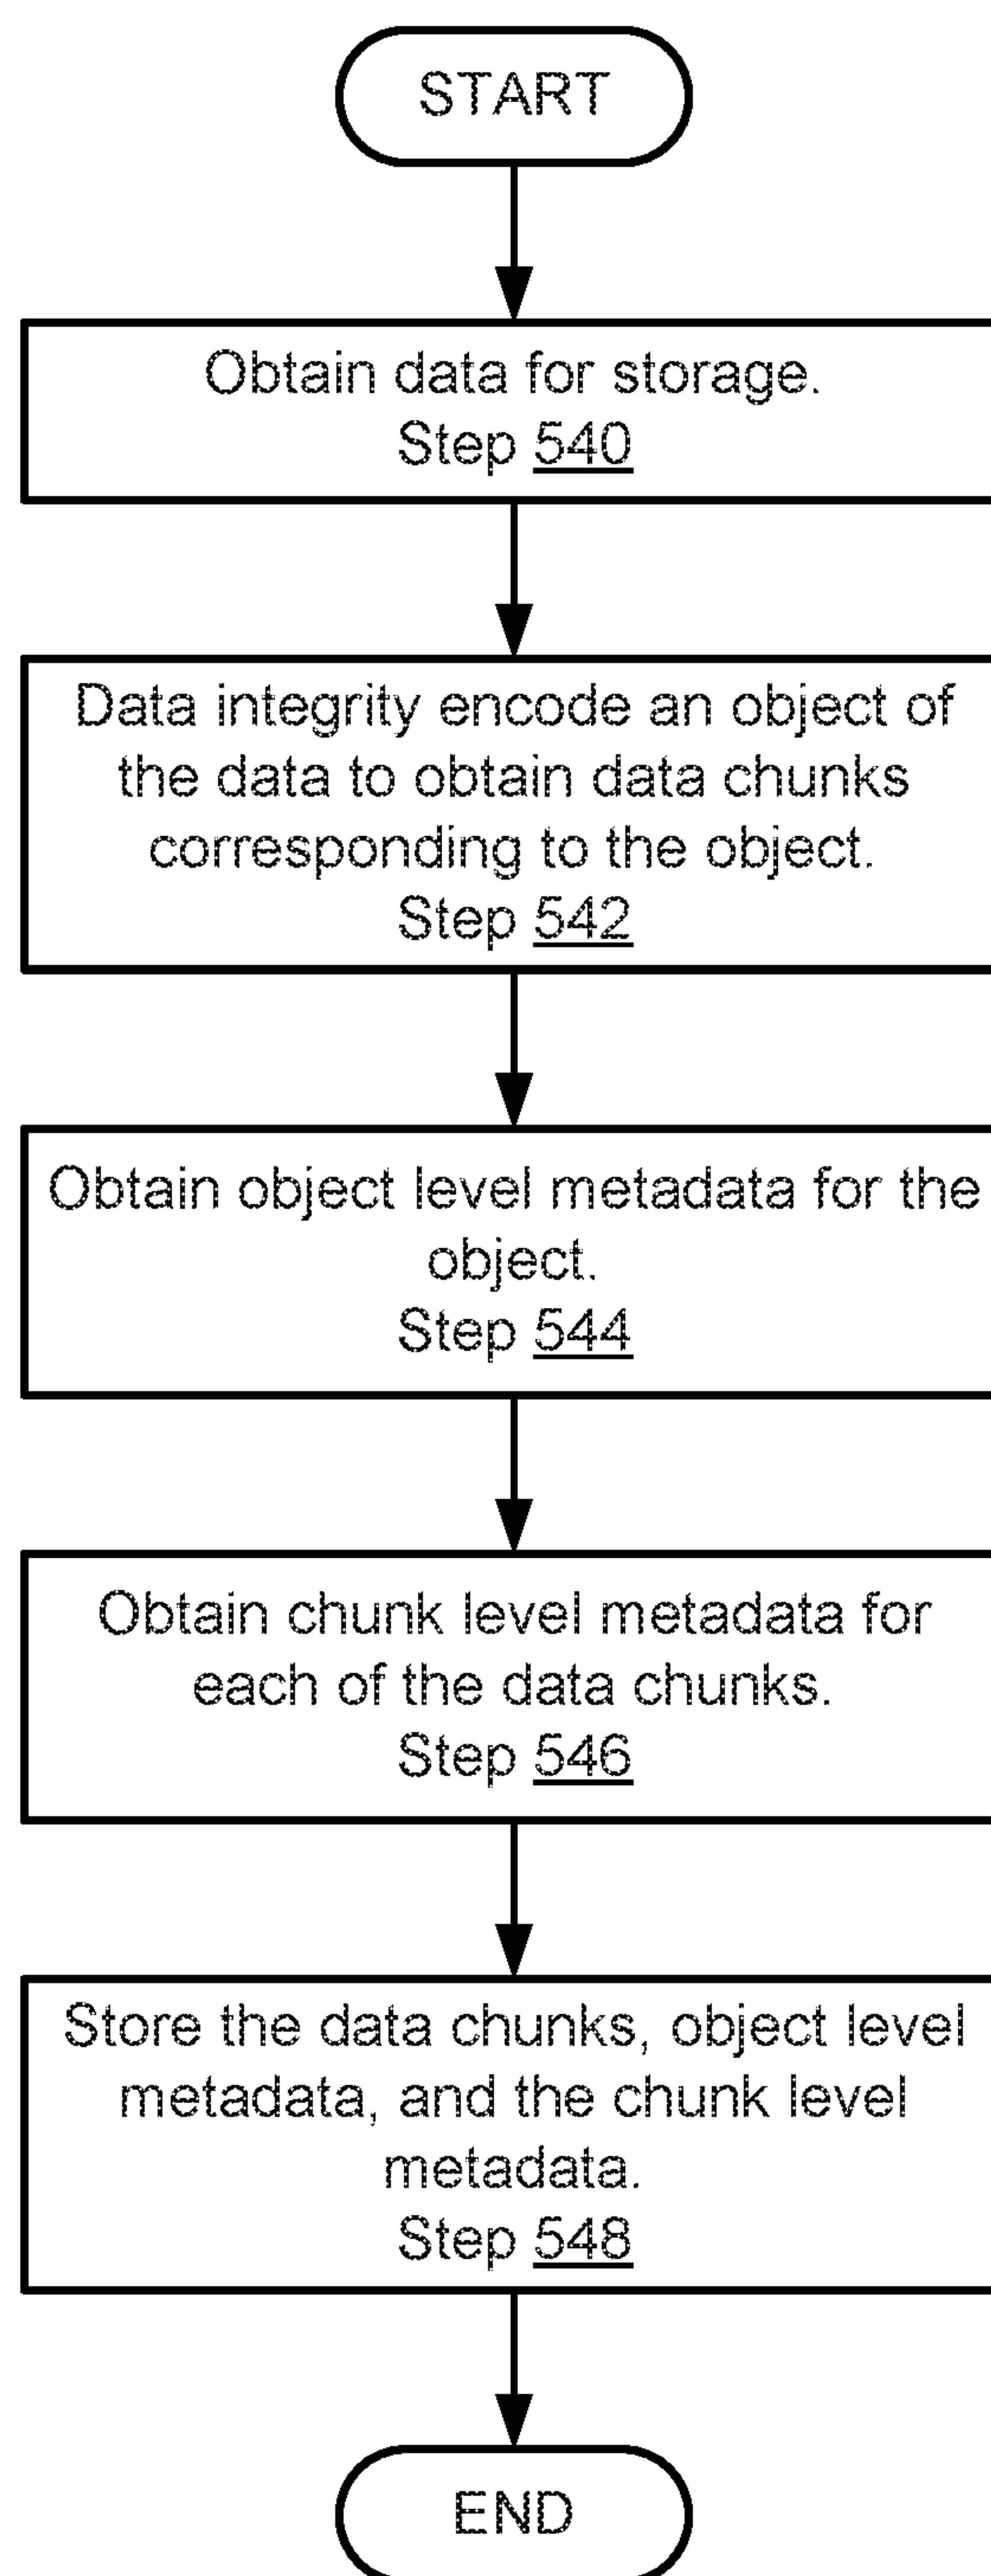 START
Obtain data for storage.
Step 540
Data integrity encode an object of
the data to obtain data chunks
corresponding to the object.
Step 542
Obtain object level metadata for the
object.
Step 544
Obtain chunk level metadata for
each of the data chunks.
Step 546
Store the data chunks, object level
metadata, and the chunk level
metadata.
Step 548
END